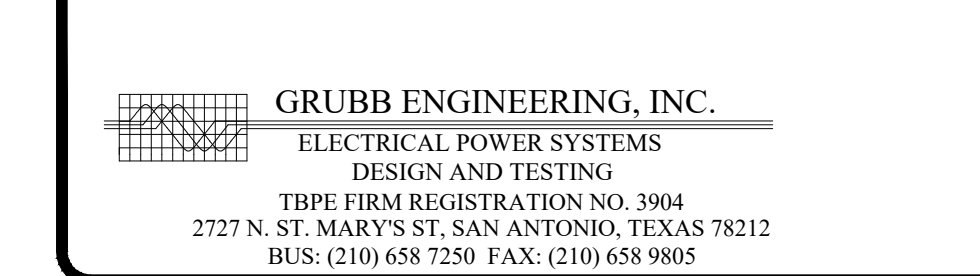 GRUBB ENGINEERING, INC.
ELECTRICAL POWER SYSTEMS
DESIGN AND TESTING
TBPE FIRM REGISTRATION NO. 3904
2727 N. ST. MARY'S ST, SAN ANTONIO, TEXAS 78212
BUS: (210) 658 7250  FAX: (210) 658 9805